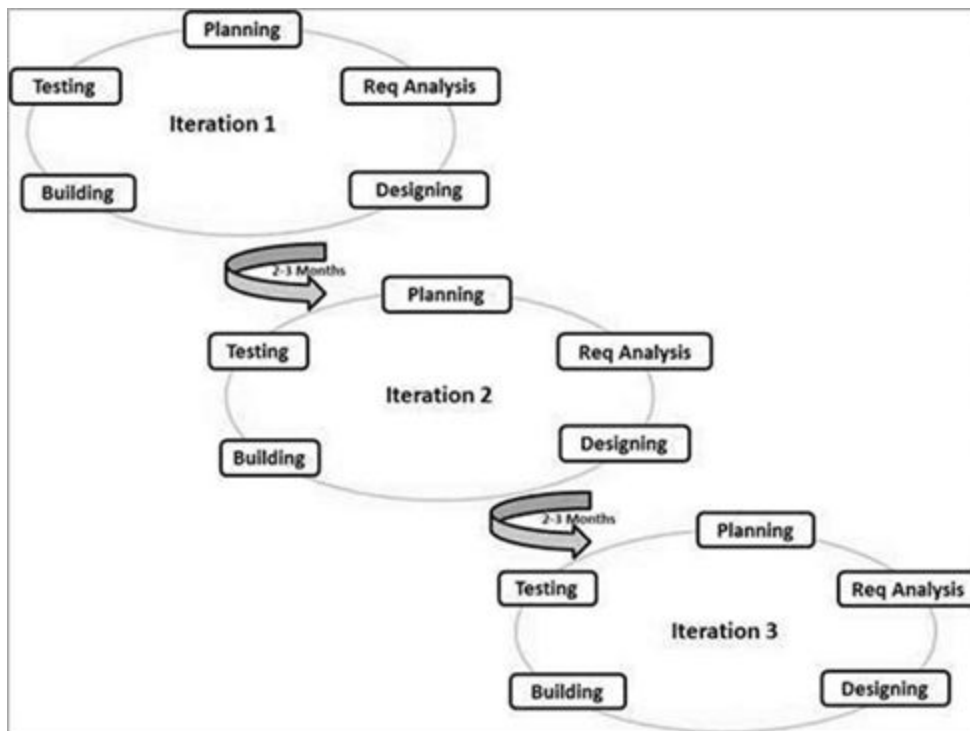 Planning
Testing
Req Analysis
Iteration 1
Building
Designing
2-3 Months
Planning
Testing
Req Analysis
Iteration 2
Building
Designing
2-3 Months
Planning
Testing
Req Analysis
Iteration 3
Building
Designing